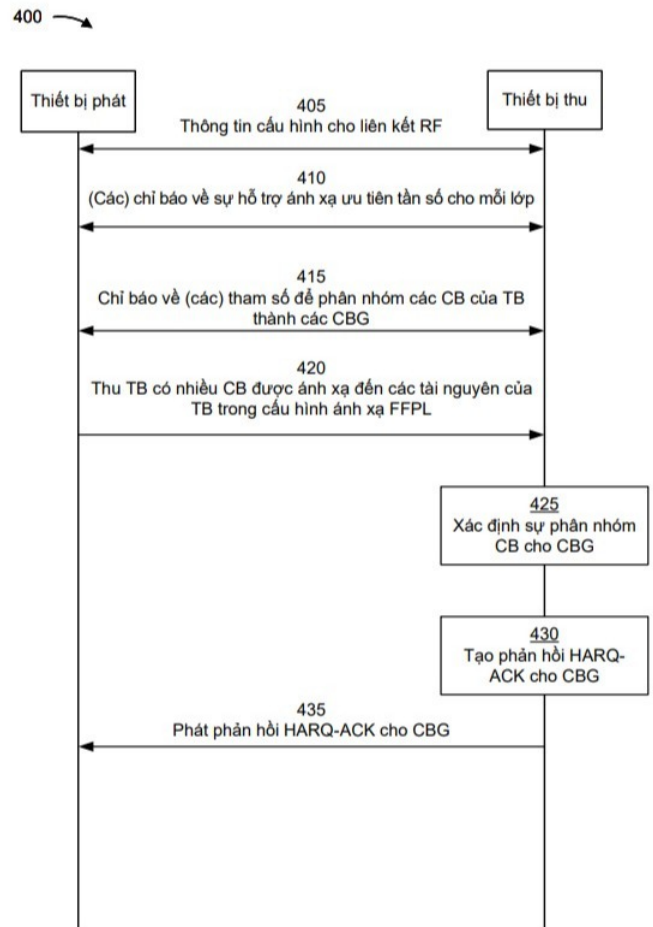 400
Thiết bị phát
Thiết bị thu
405
Thông tin cấu hình cho liên kết RF
410
(Các) chỉ báo về sự hỗ trợ ánh xạ ưu tiên tần số cho mỗi lớp
415
Chỉ báo về (các) tham số để phân nhóm các CB của TB
thành các CBG
420
Thu TB có nhiều CB được ánh xạ đến các tài nguyên của
TB trong cấu hình ánh xạ FFPL
425
Xác định sự phân nhóm
CB cho CBG
430
Tạo phản hồi HARQ-
ACK cho CBG
435
Phát phản hồi HARQ-ACK cho CBG